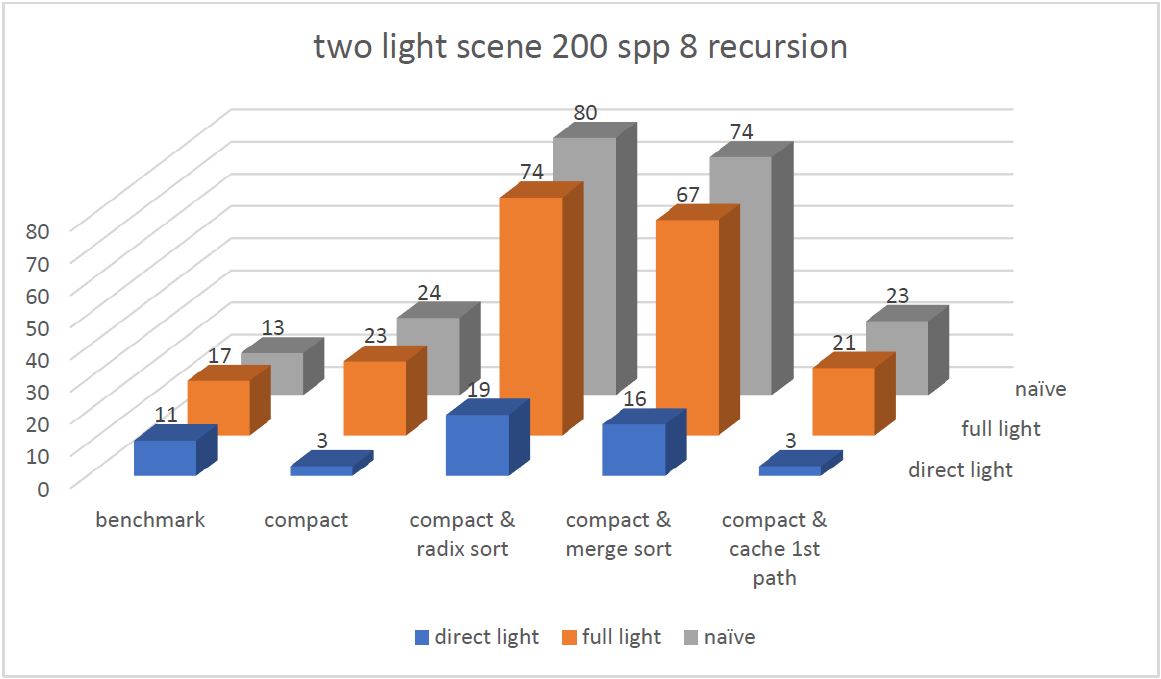 two light scene 200 spp 8 recursion
80
74
80
74
67
70
60
50
24
23
40
13
23
21
17
30
19
naïve
20
11
16
full light
10
3
3
direct light
0
benchmark
compact
compact &
radix sort
compact &
merge sort
compact &
cache 1st
path
direct light
full light
naïve